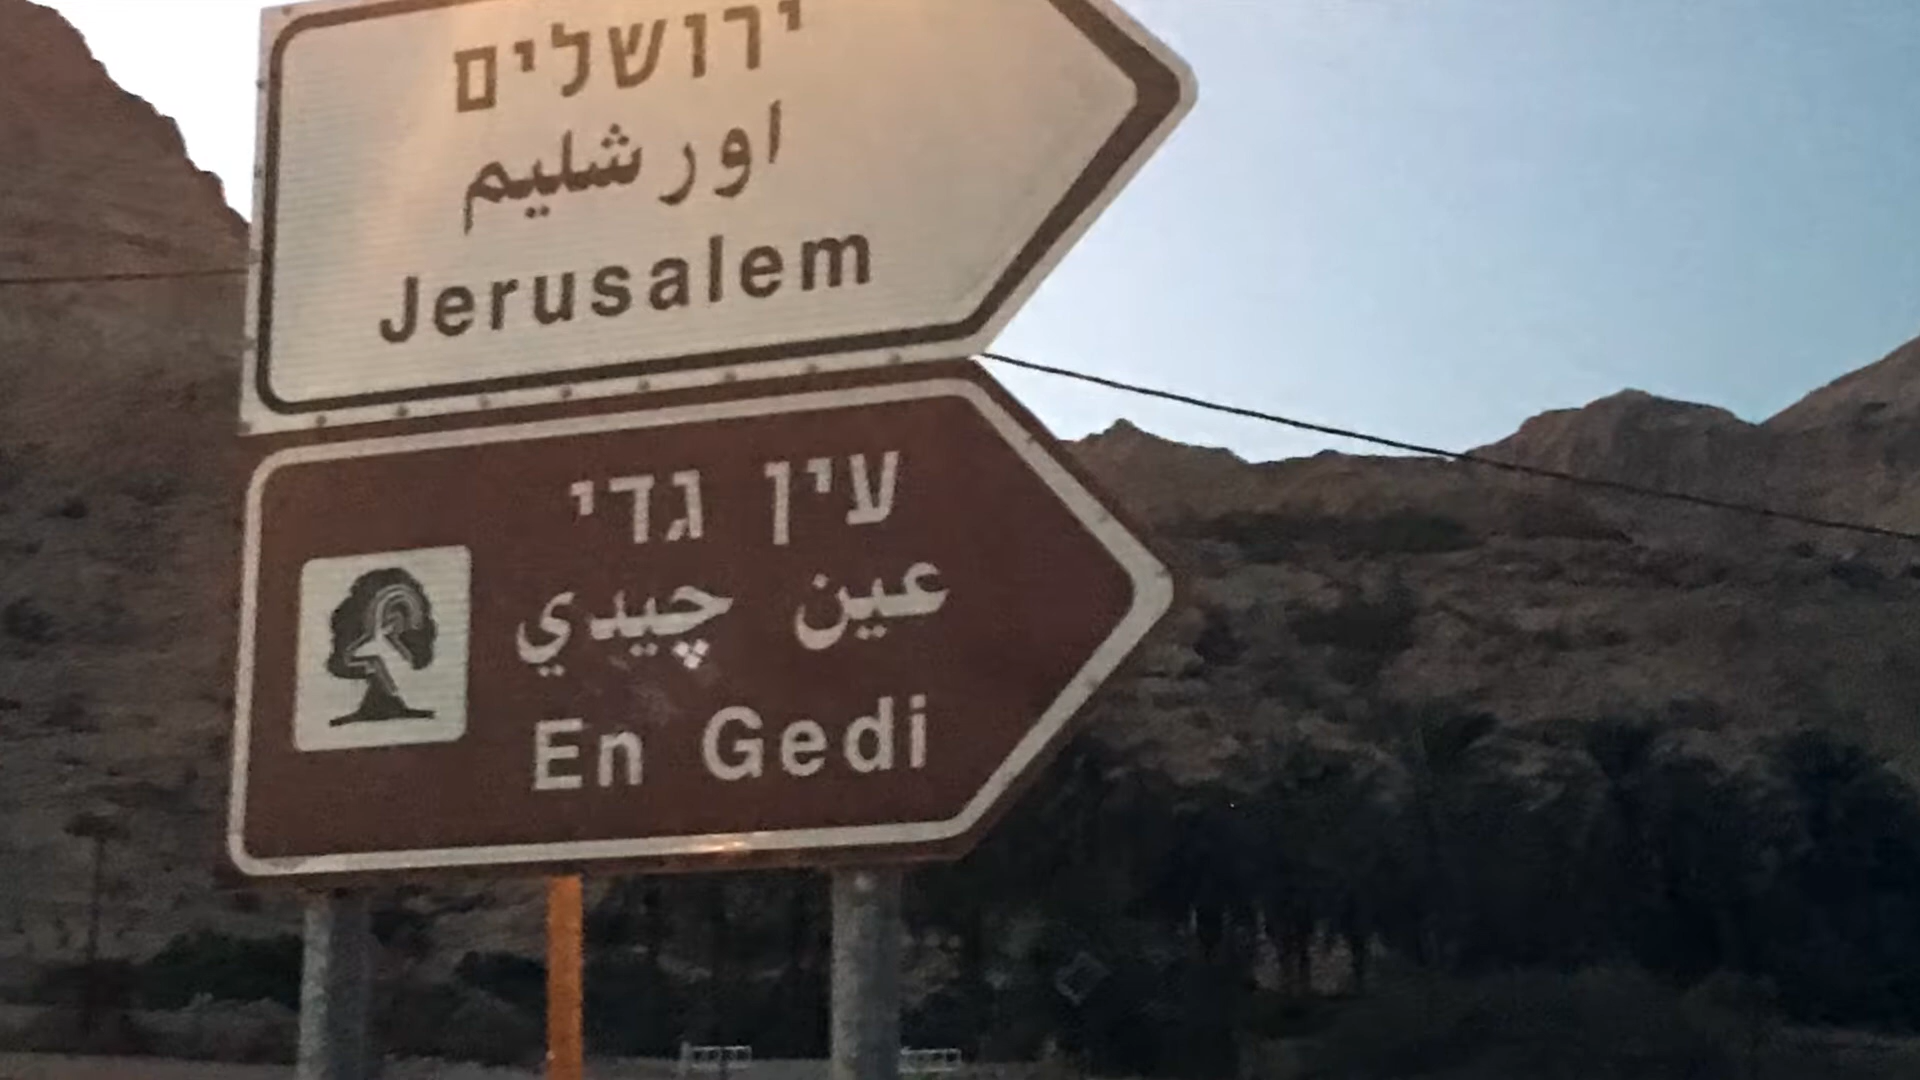 ירושלים
اورشليم
Jerusalem
עין גדי
عين چيدي
En Gedi